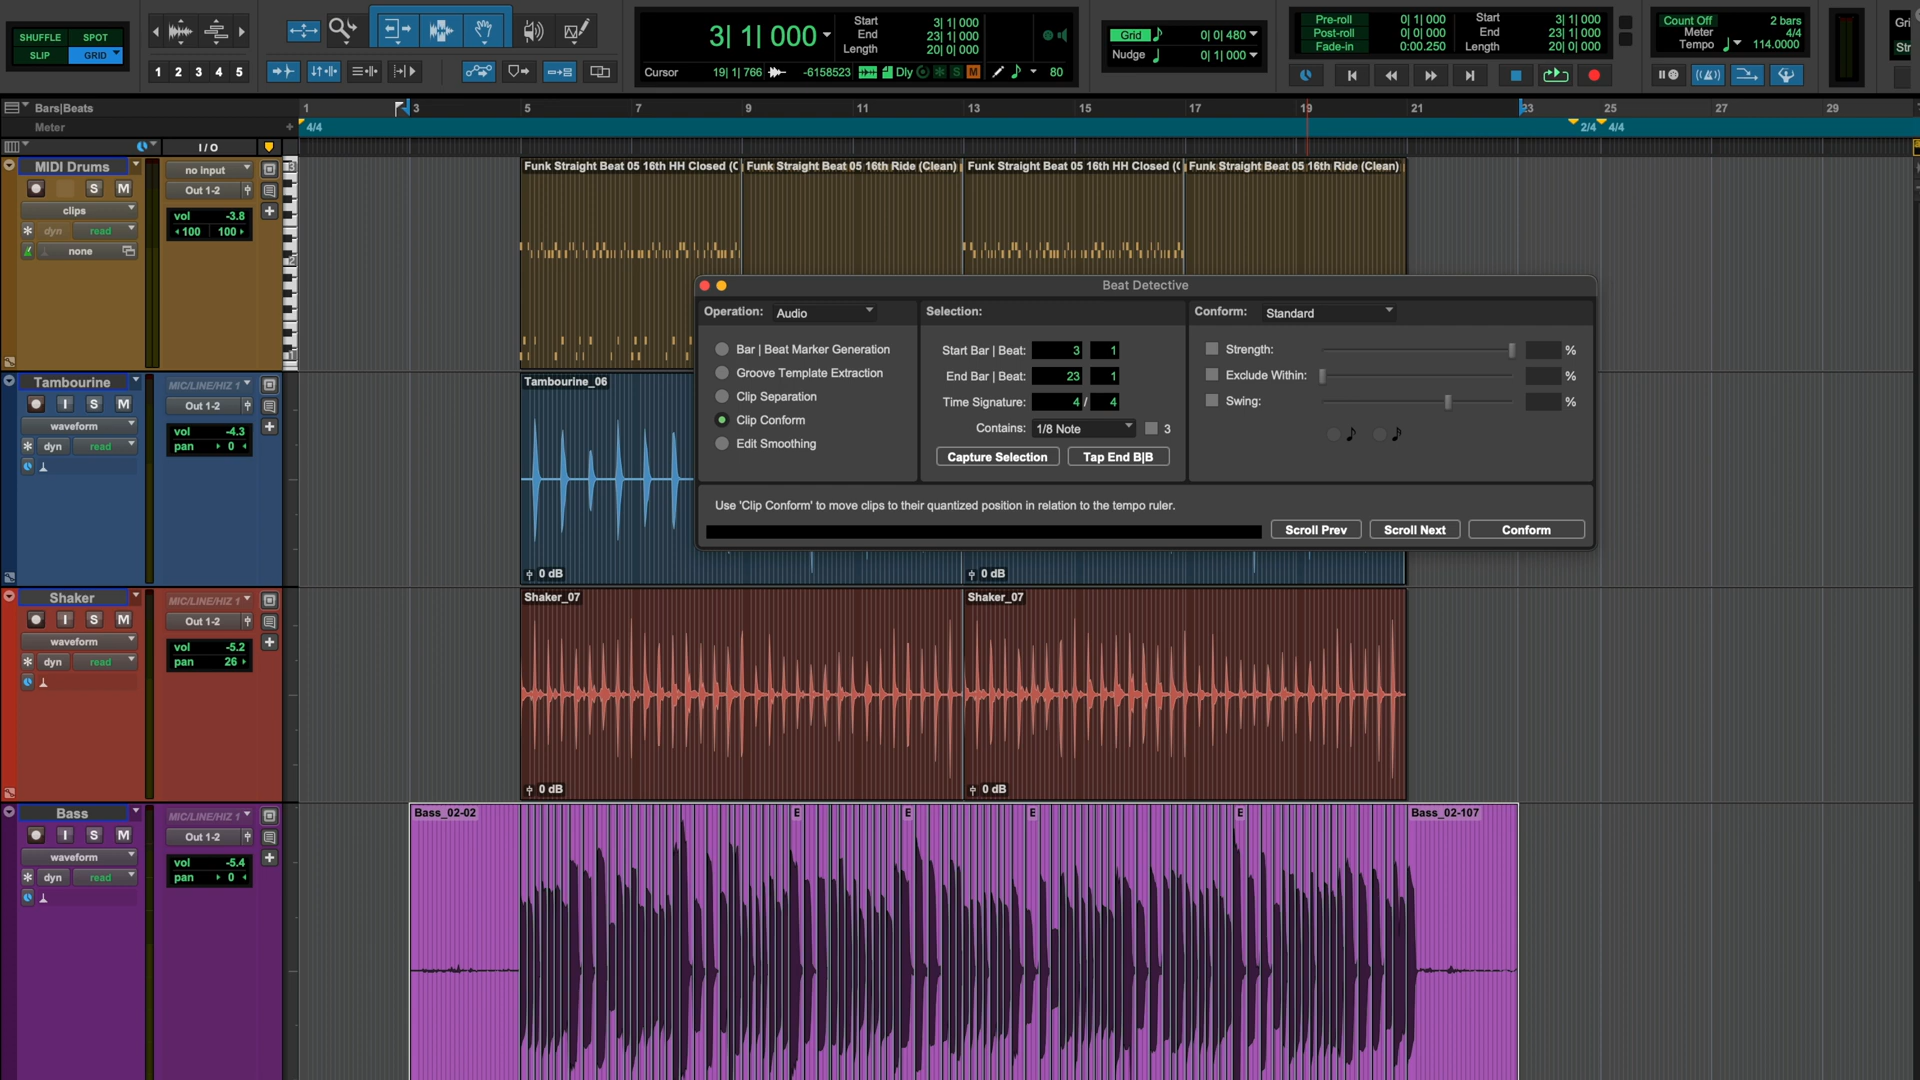 SHUFFLE SPOT
SLIP GRID
1 2 3 4 5
3| 1| 000
Start 3| 1| 000
End 23| 1| 000
Length 20| 0| 000
Cursor 19| 1| 766 -6158523 Dly S M 80
Grid 0| 0| 480
Nudge 0| 1| 000
Pre-roll 0| 1| 000
Post-roll 0| 0| 000
Fade-in 0:00.250
Start 3| 1| 000
End 23| 1| 000
Length 20| 0| 000
Count Off 2 bars
Meter 4/4
Tempo 114.0000
Bars|Beats
1 3 5 7 9 11 13 15 17 19 21 23 25 27 29
Meter
4/4 2/4 4/4
I / O
MIDI Drums
S M
clips
dyn read
none
no input
Out 1-2
vol -3.8
100 100
Funk Straight Beat 05 16th HH Closed (C
Funk Straight Beat 05 16th Ride (Clean)
Funk Straight Beat 05 16th HH Closed (C
Funk Straight Beat 05 16th Ride (Clean)
Beat Detective
Operation: Audio
Bar | Beat Marker Generation
Groove Template Extraction
Clip Separation
Clip Conform
Edit Smoothing
Selection:
Start Bar | Beat: 3 1
End Bar | Beat: 23 1
Time Signature: 4 / 4
Contains: 1/8 Note 3
Capture Selection Tap End B|B
Conform: Standard
Strength: %
Exclude Within: %
Swing: %
Use 'Clip Conform' to move clips to their quantized position in relation to the tempo ruler.
Scroll Prev Scroll Next Conform
Tambourine
I S M
waveform
dyn read
MIC/LINE/HIZ 1
Out 1-2
vol -4.3
pan 0
Tambourine_06
0 dB
0 dB
Shaker
I S M
waveform
dyn read
MIC/LINE/HIZ 1
Out 1-2
vol -5.2
pan 26
Shaker_07
Shaker_07
0 dB
0 dB
Bass
I S M
waveform
dyn read
MIC/LINE/HIZ 1
Out 1-2
vol -5.4
pan 0
Bass_02-02
E
E
E
E
Bass_02-107